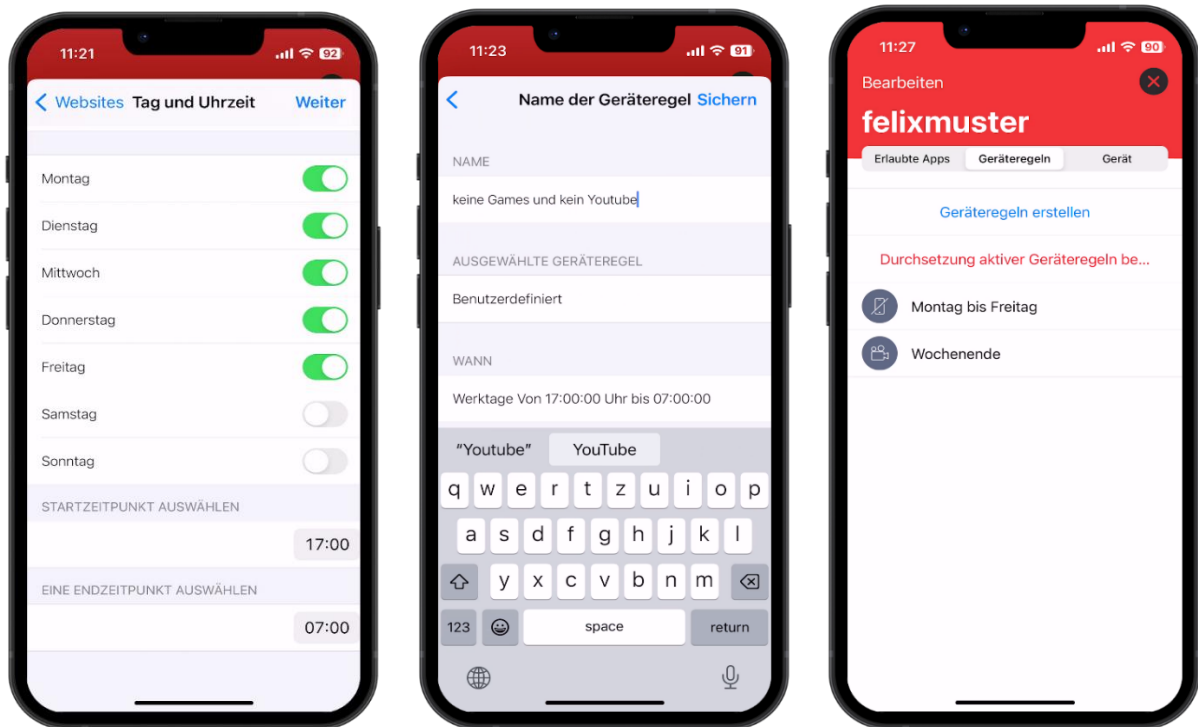 11:21
92
Websites Tag und Uhrzeit Weiter
Montag
Dienstag
Mittwoch
Donnerstag
Freitag
Samstag
Sonntag
STARTZEITPUNKT AUSWÄHLEN
17:00
EINE ENDZEITPUNKT AUSWÄHLEN
07:00
11:23
91
Name der Geräteregel Sichern
NAME
keine Games und kein Youtube
AUSGEWÄHLTE GERÄTEREGEL
Benutzerdefiniert
WANN
Werktage Von 17:00:00 Uhr bis 07:00:00
"Youtube" YouTube
q w e r t z u i o p
a s d f g h j k l
y x c v b n m
123 space return
11:27
90
Bearbeiten
felixmuster
Erlaubte Apps Geräteregeln Gerät
Geräteregeln erstellen
Durchsetzung aktiver Geräteregeln be...
Montag bis Freitag
Wochenende